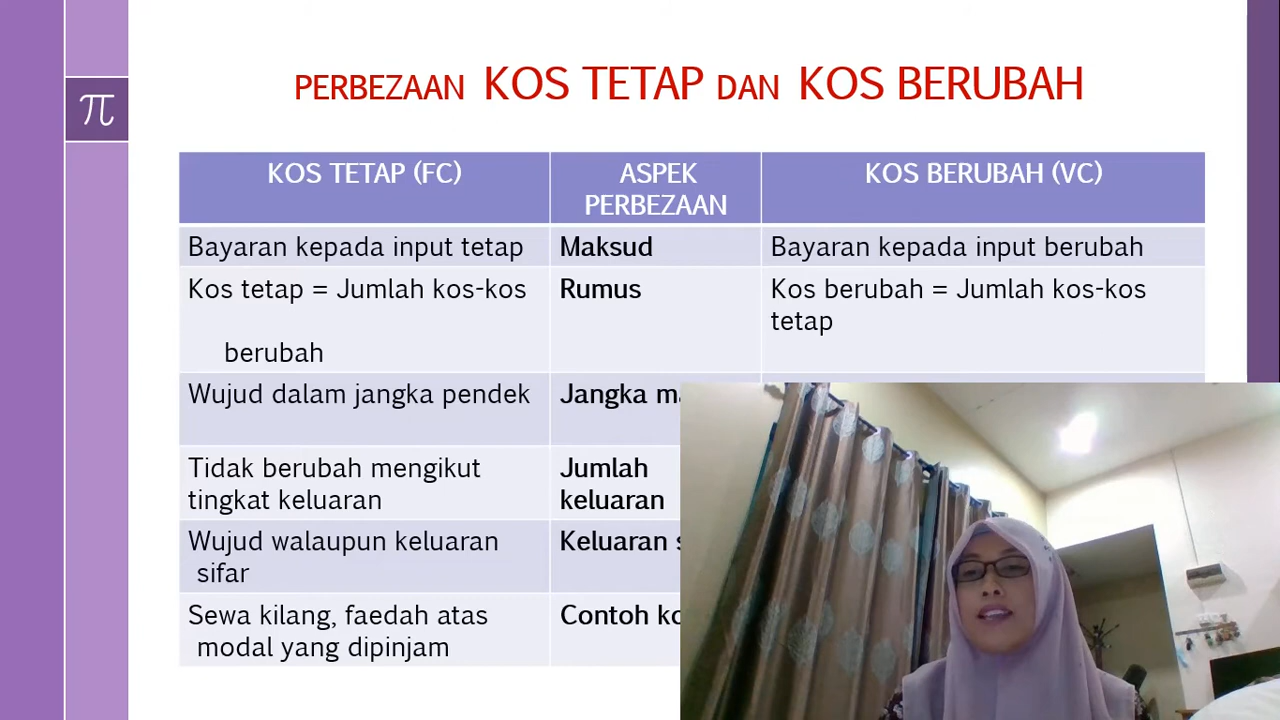 π
PERBEZAAN KOS TETAP DAN KOS BERUBAH
KOS TETAP (FC)
ASPEK
PERBEZAAN
KOS BERUBAH (VC)
Bayaran kepada input tetap
Maksud
Bayaran kepada input berubah
Kos tetap = Jumlah kos-kos
berubah
Rumus
Kos berubah = Jumlah kos-kos
tetap
Wujud dalam jangka pendek
Jangka
Tidak berubah mengikut
tingkat keluaran
Jumlah
keluaran
Wujud walaupun keluaran
sifar
Keluaran
Sewa kilang, faedah atas
modal yang dipinjam
Contoh